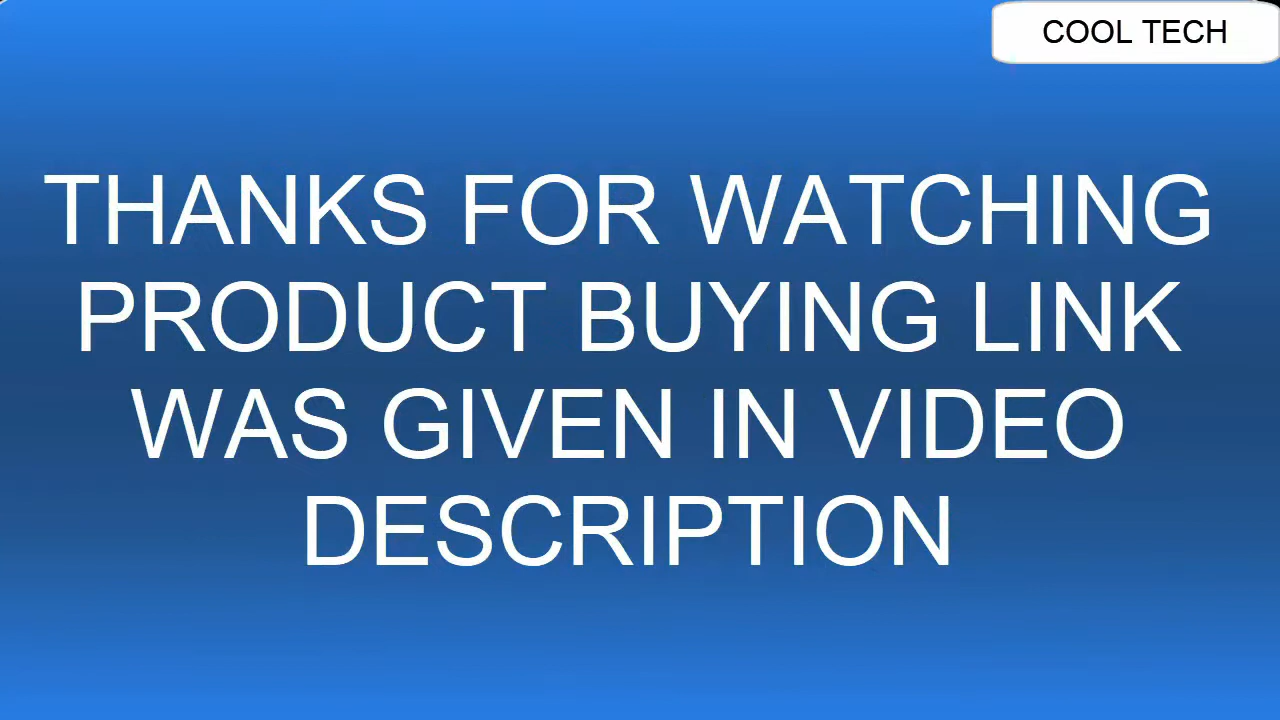 COOL TECH
THANKS FOR WATCHING
PRODUCT BUYING LINK
WAS GIVEN IN VIDEO
DESCRIPTION